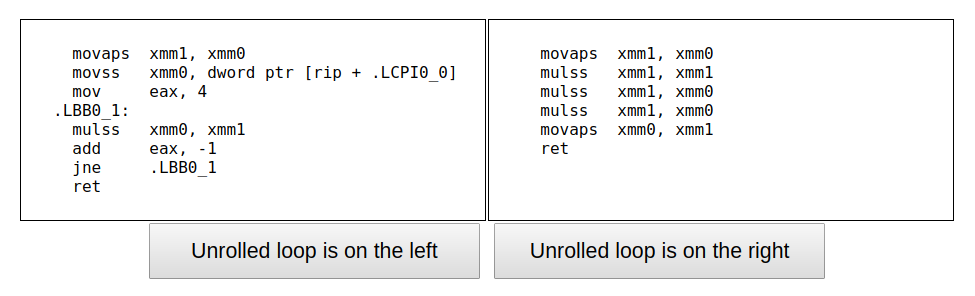 movaps  xmm1, xmm0
movss   xmm0, dword ptr [rip + .LCPI0_0]
mov     eax, 4
.LBB0_1:
mulss   xmm0, xmm1
add     eax, -1
jne     .LBB0_1
ret
movaps  xmm1, xmm0
mulss   xmm1, xmm1
mulss   xmm1, xmm0
mulss   xmm1, xmm0
movaps  xmm0, xmm1
ret
Unrolled loop is on the left
Unrolled loop is on the right